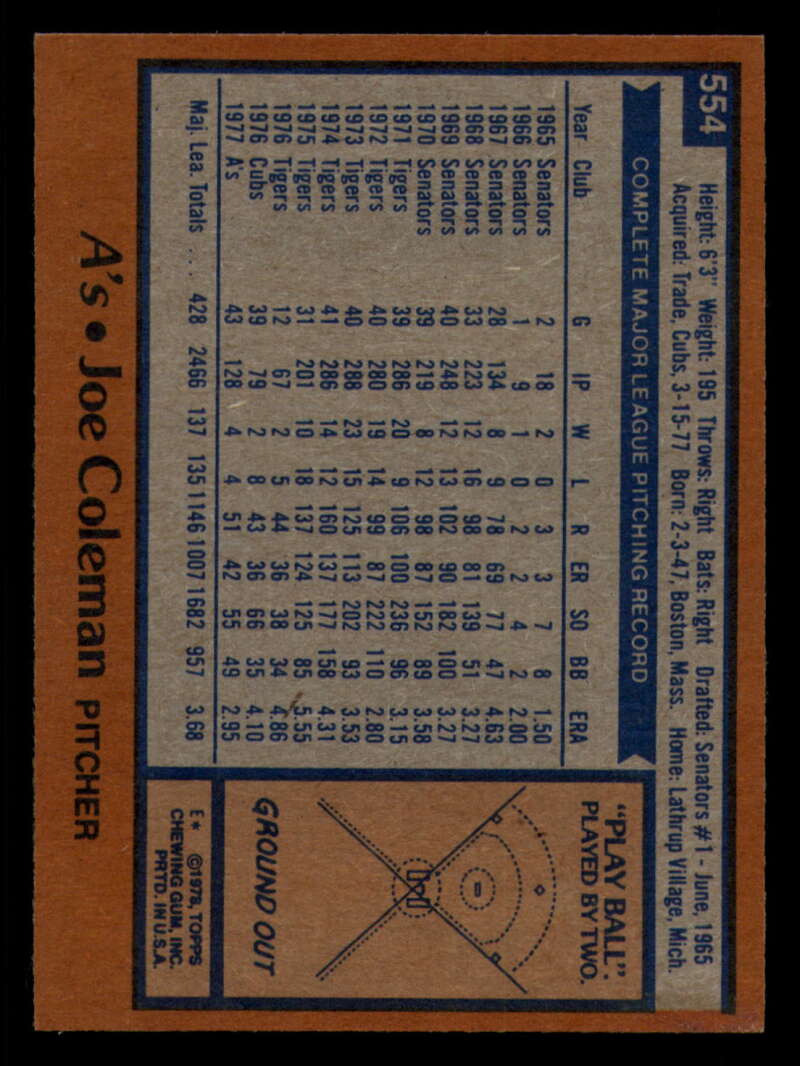 554
Height: 6'3" Weight: 195 Throws: Right Bats: Right Drafted: Senators #1 - June, 1965
Acquired: Trade, Cubs, 3-15-77 Born: 2-3-47, Boston, Mass. Home: Lathrup Village, Mich.
COMPLETE MAJOR LEAGUE PITCHING RECORD
Year Club G IP W L R ER SO BB ERA
1965 Senators 2 18 2 0 3 3 7 8 1.50
1966 Senators 1 9 1 0 2 2 4 2 2.00
1967 Senators 28 134 8 9 78 69 77 47 4.63
1968 Senators 33 223 12 16 98 81 139 51 3.27
1969 Senators 40 248 12 13 102 90 182 100 3.27
1970 Senators 39 219 8 12 98 87 152 89 3.58
1971 Tigers 39 286 20 9 106 100 236 96 3.15
1972 Tigers 40 280 19 14 99 87 222 110 2.80
1973 Tigers 40 288 23 15 125 113 202 93 3.53
1974 Tigers 41 286 14 12 160 137 177 158 4.31
1975 Tigers 31 201 10 18 137 124 125 85 5.55
1976 Tigers 12 67 2 5 44 36 38 34 4.86
1976 Cubs 39 79 2 8 43 36 66 35 4.10
1977 A's 43 128 4 4 51 42 55 49 2.95
Maj. Lea. Totals ... 428 2466 137 135 1146 1007 1682 957 3.68
"PLAY BALL":
PLAYED BY TWO.
GROUND OUT
E* ©1978, TOPPS
CHEWING GUM, INC.
PRTD. IN U.S.A.
A's • Joe Coleman PITCHER